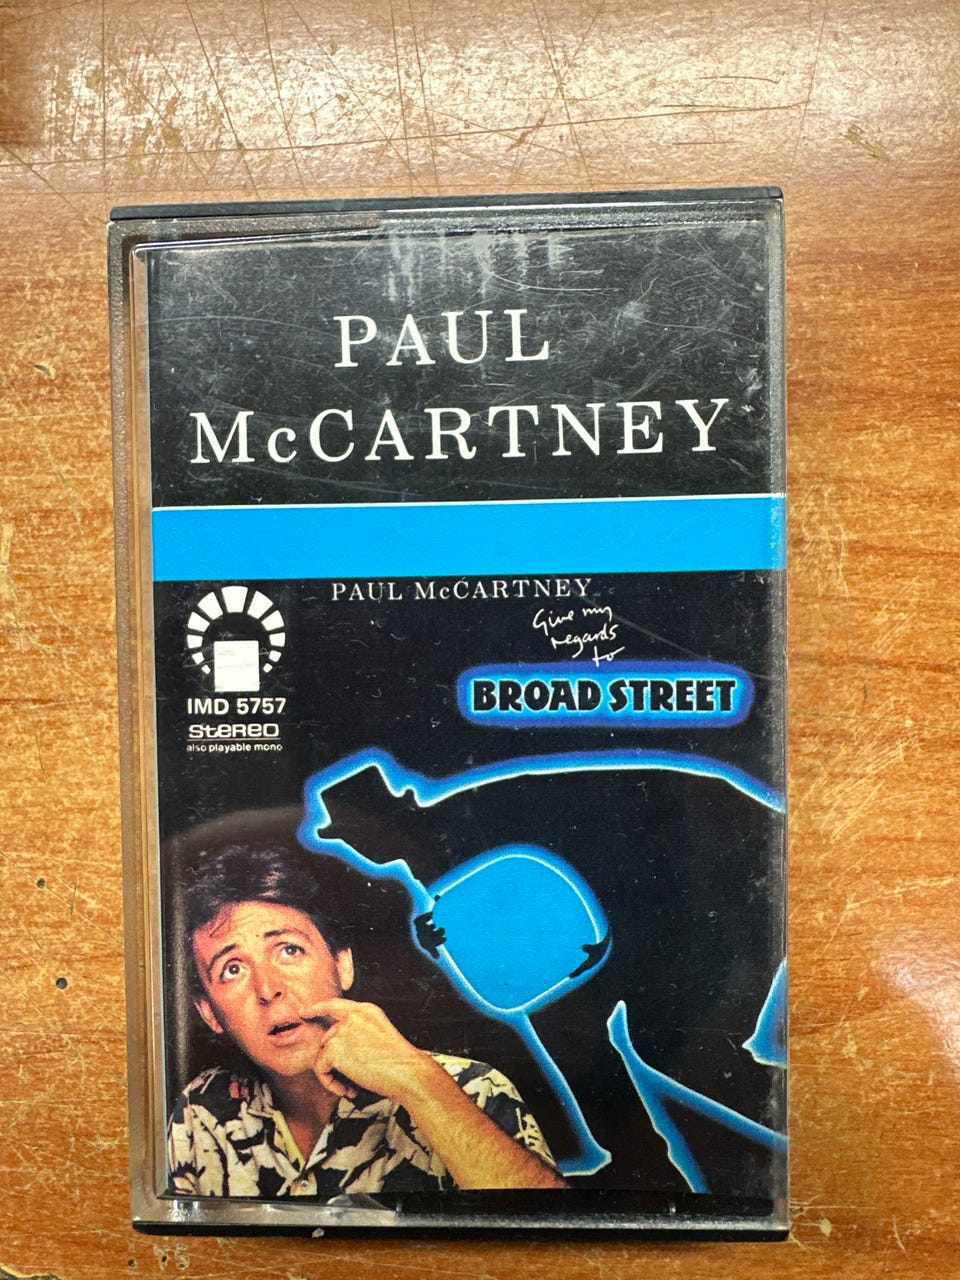 PAUL
McCARTNEY
PAUL McCARTNEY
Give my
regards
to
BROAD STREET
IMD 5757
STEREO
also playable mono